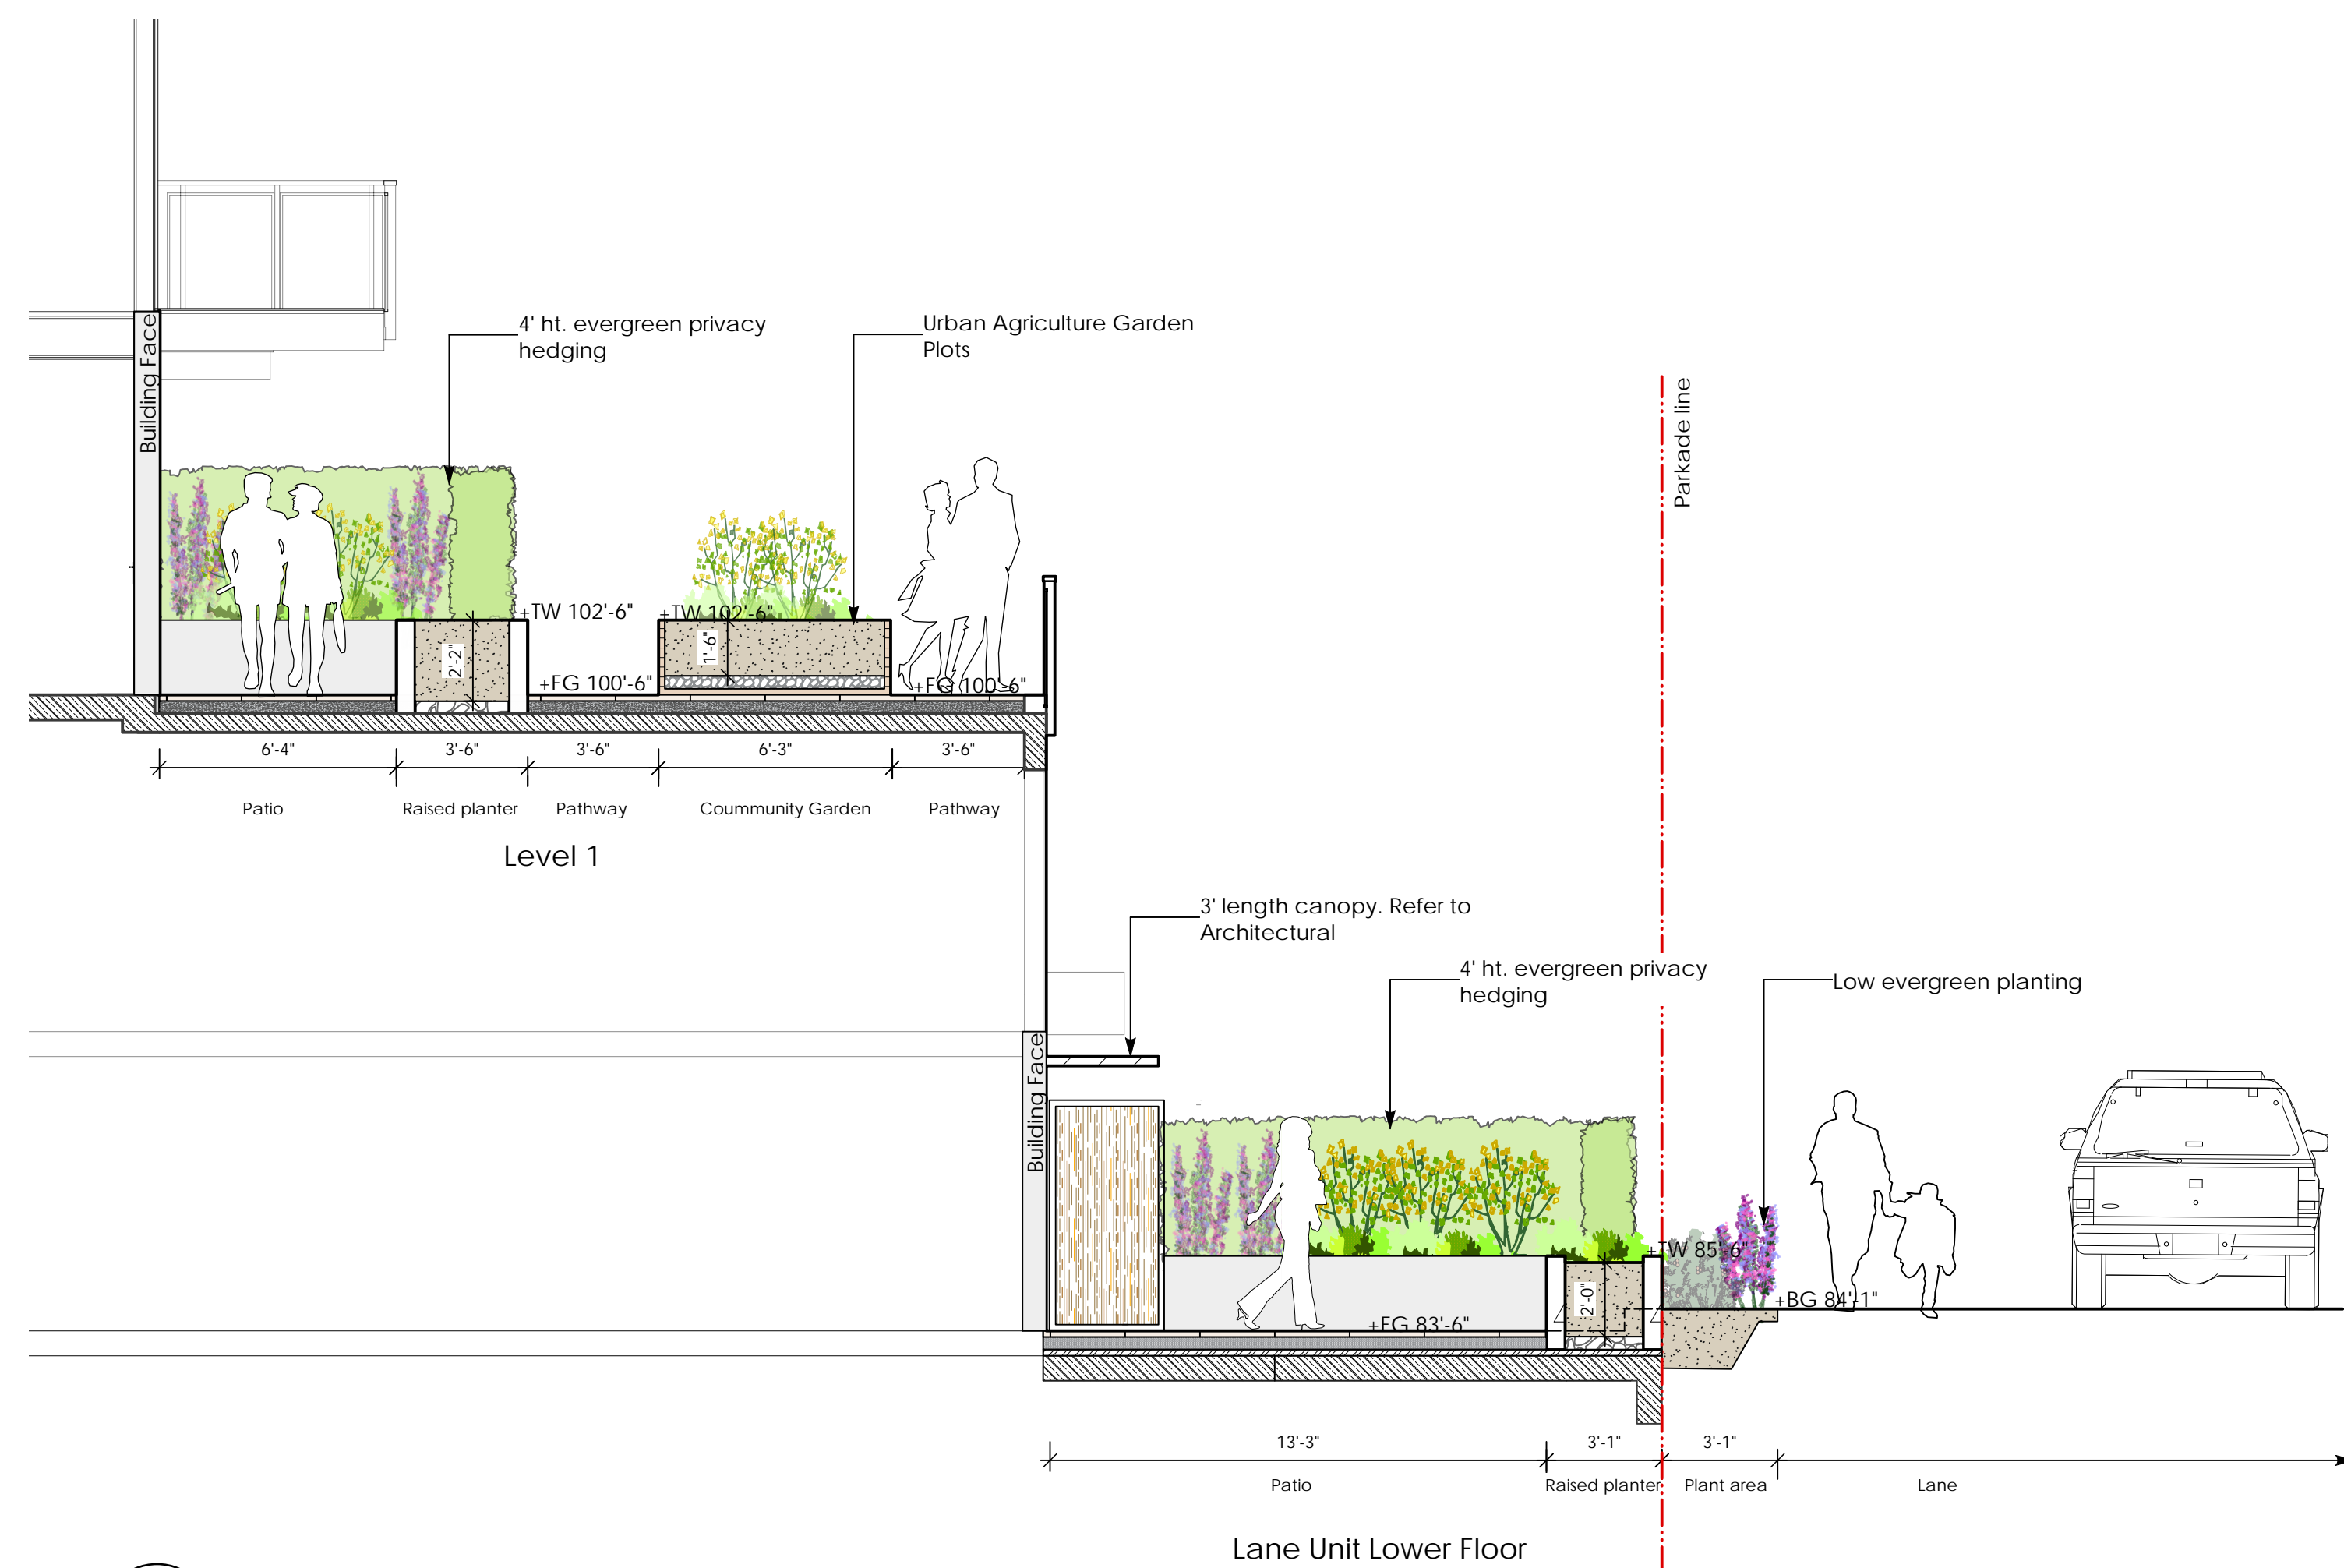 Building Face
4' ht. evergreen privacy
hedging
Urban Agriculture Garden
Plots
Parkade line
+TW 102'-6"
+TW 102'-6"
2'-2"
1'-6"
+FG 100'-6"
+FG 100'-6"
6'-4"
3'-6"
3'-6"
6'-3"
3'-6"
Patio
Raised planter
Pathway
Coummunity Garden
Pathway
Level 1
3' length canopy. Refer to
Architectural
4' ht. evergreen privacy
hedging
Low evergreen planting
Building Face
+TW 85'-6"
2'-0"
+BG 84'-1"
+FG 83'-6"
13'-3"
3'-1"
3'-1"
Patio
Raised planter
Plant area
Lane
Lane Unit Lower Floor